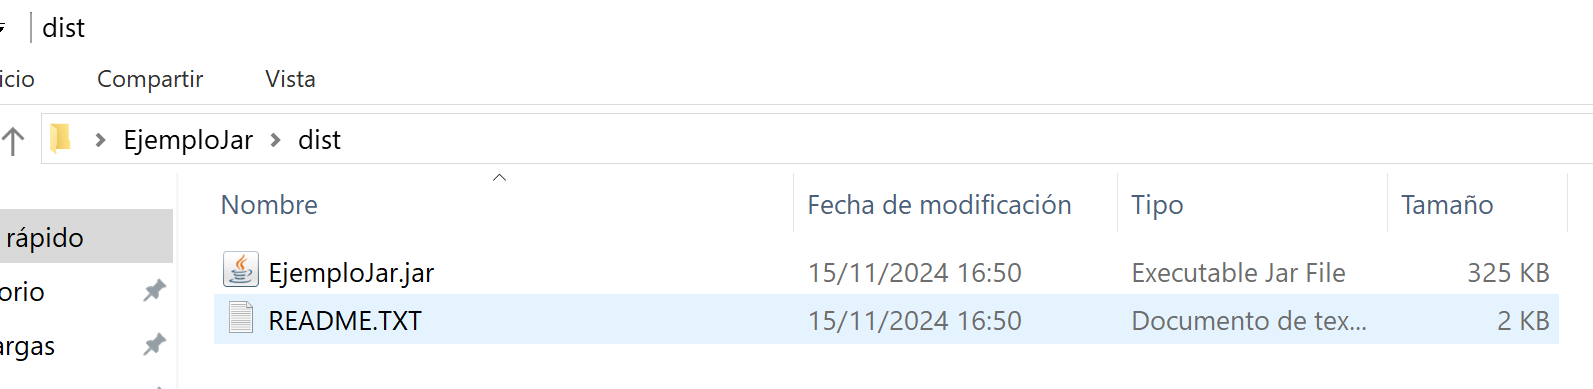 dist
icio Compartir Vista
EjemploJar dist
Nombre Fecha de modificación Tipo Tamaño
rápido
EjemploJar.jar 15/11/2024 16:50 Executable Jar File 325 KB
orio
README.TXT 15/11/2024 16:50 Documento de tex... 2 KB
argas